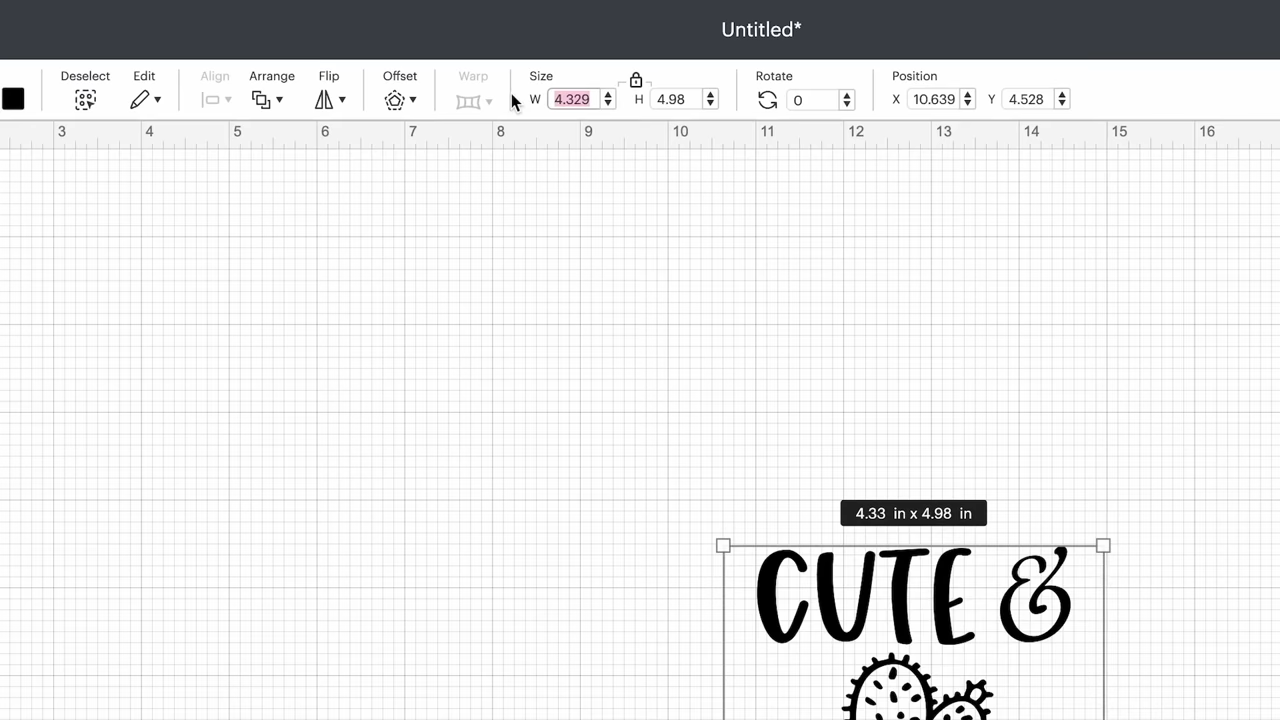 Untitled*
Deselect Edit Align Arrange Flip Offset Warp Size Rotate Position
W 4.329 H 4.98 0 X 10.639 Y 4.528
3 4 5 6 7 8 9 10 11 12 13 14 15 16
4.33 in x 4.98 in
CUTE &